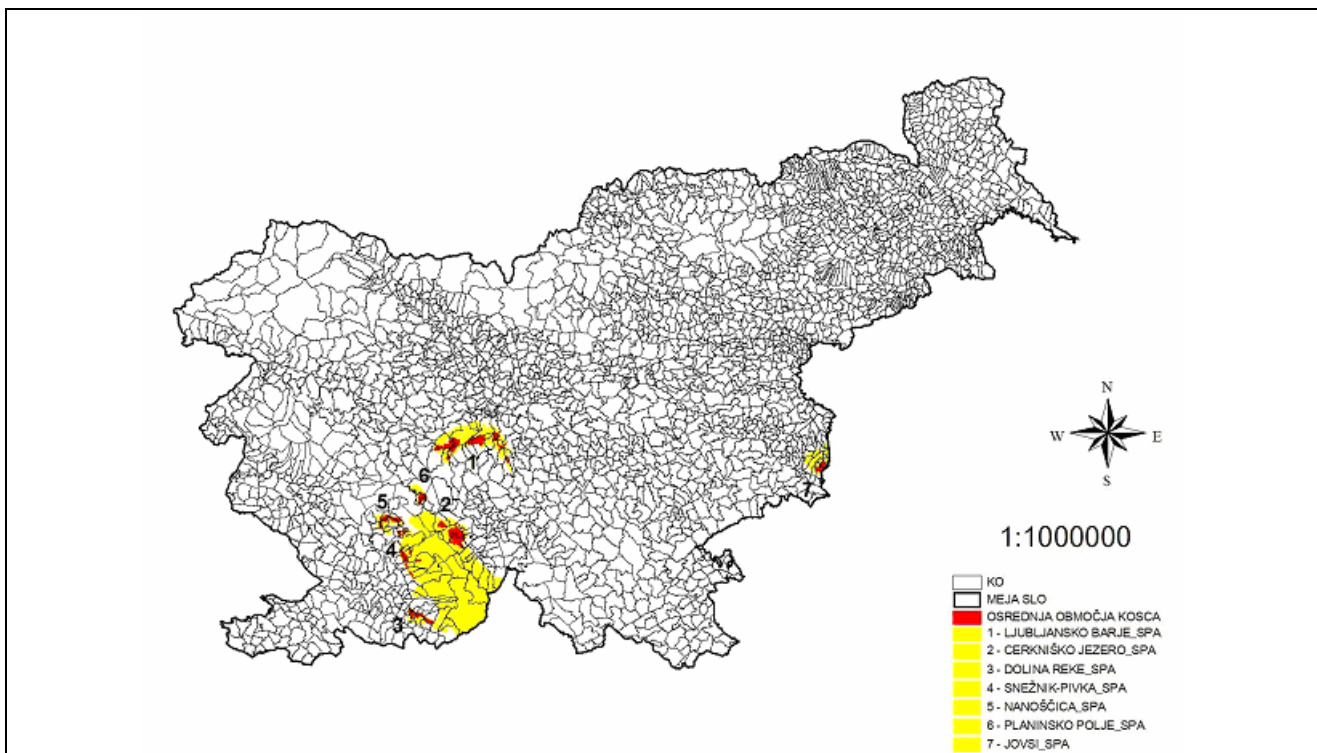 N
W
E
S
1
6
5
2
7
4
3
1:1000000
KO
MEJA SLO
OSREDNJA OBMOČJA KOSCA
1 - LJUBLJANSKO BARJE_SPA
2 - CERKNIŠKO JEZERO_SPA
3 - DOLINA REKE_SPA
4 - SNEŽNIK-PIVKA_SPA
5 - NANOŠČICA_SPA
6 - PLANINSKO POLJE_SPA
7 - JOVSI_SPA